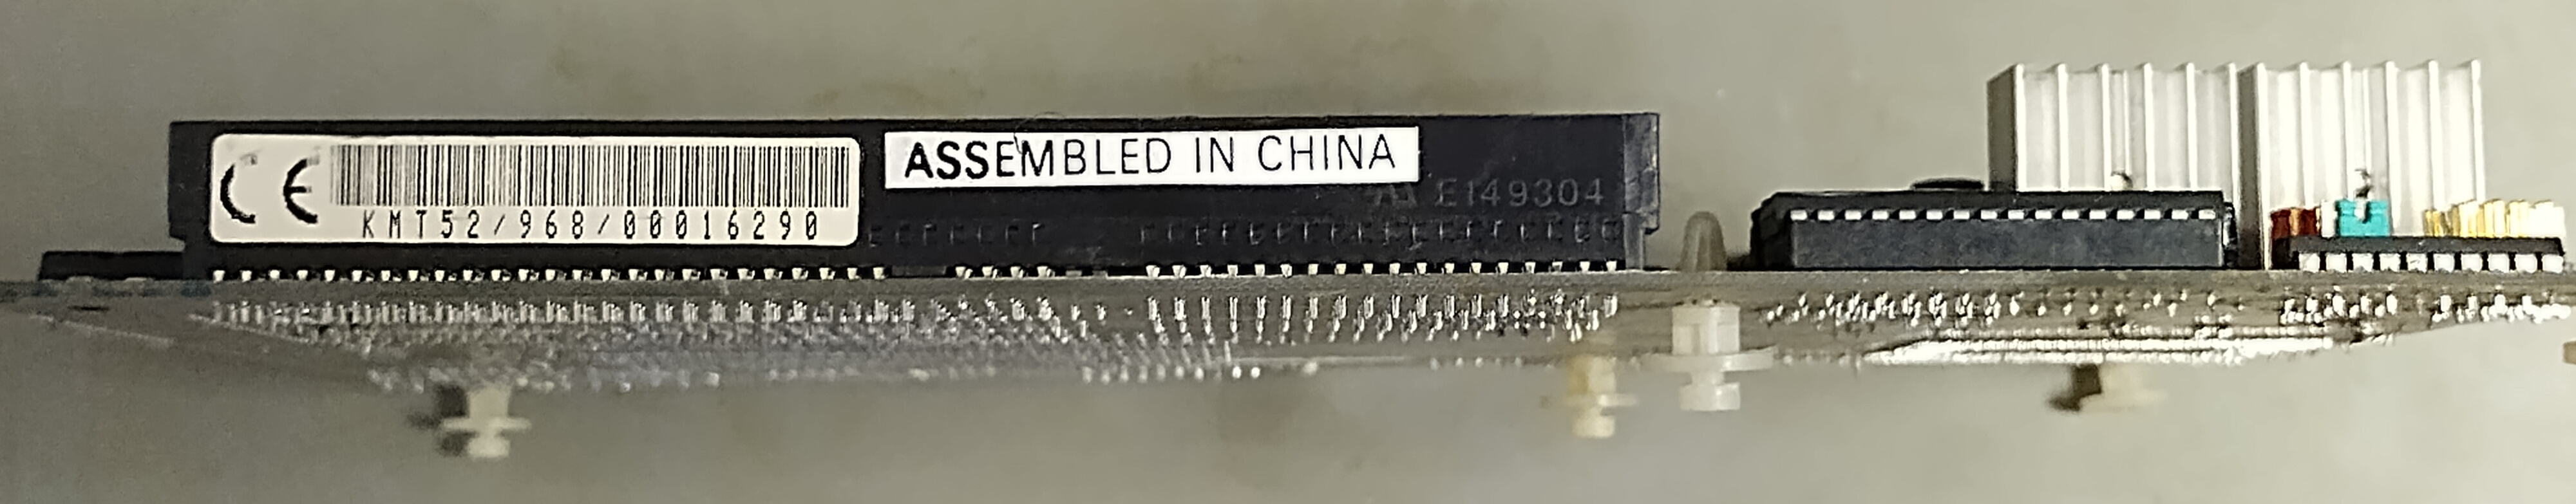 CE
KMT52/968/00016290
ASSEMBLED IN CHINA
E149304